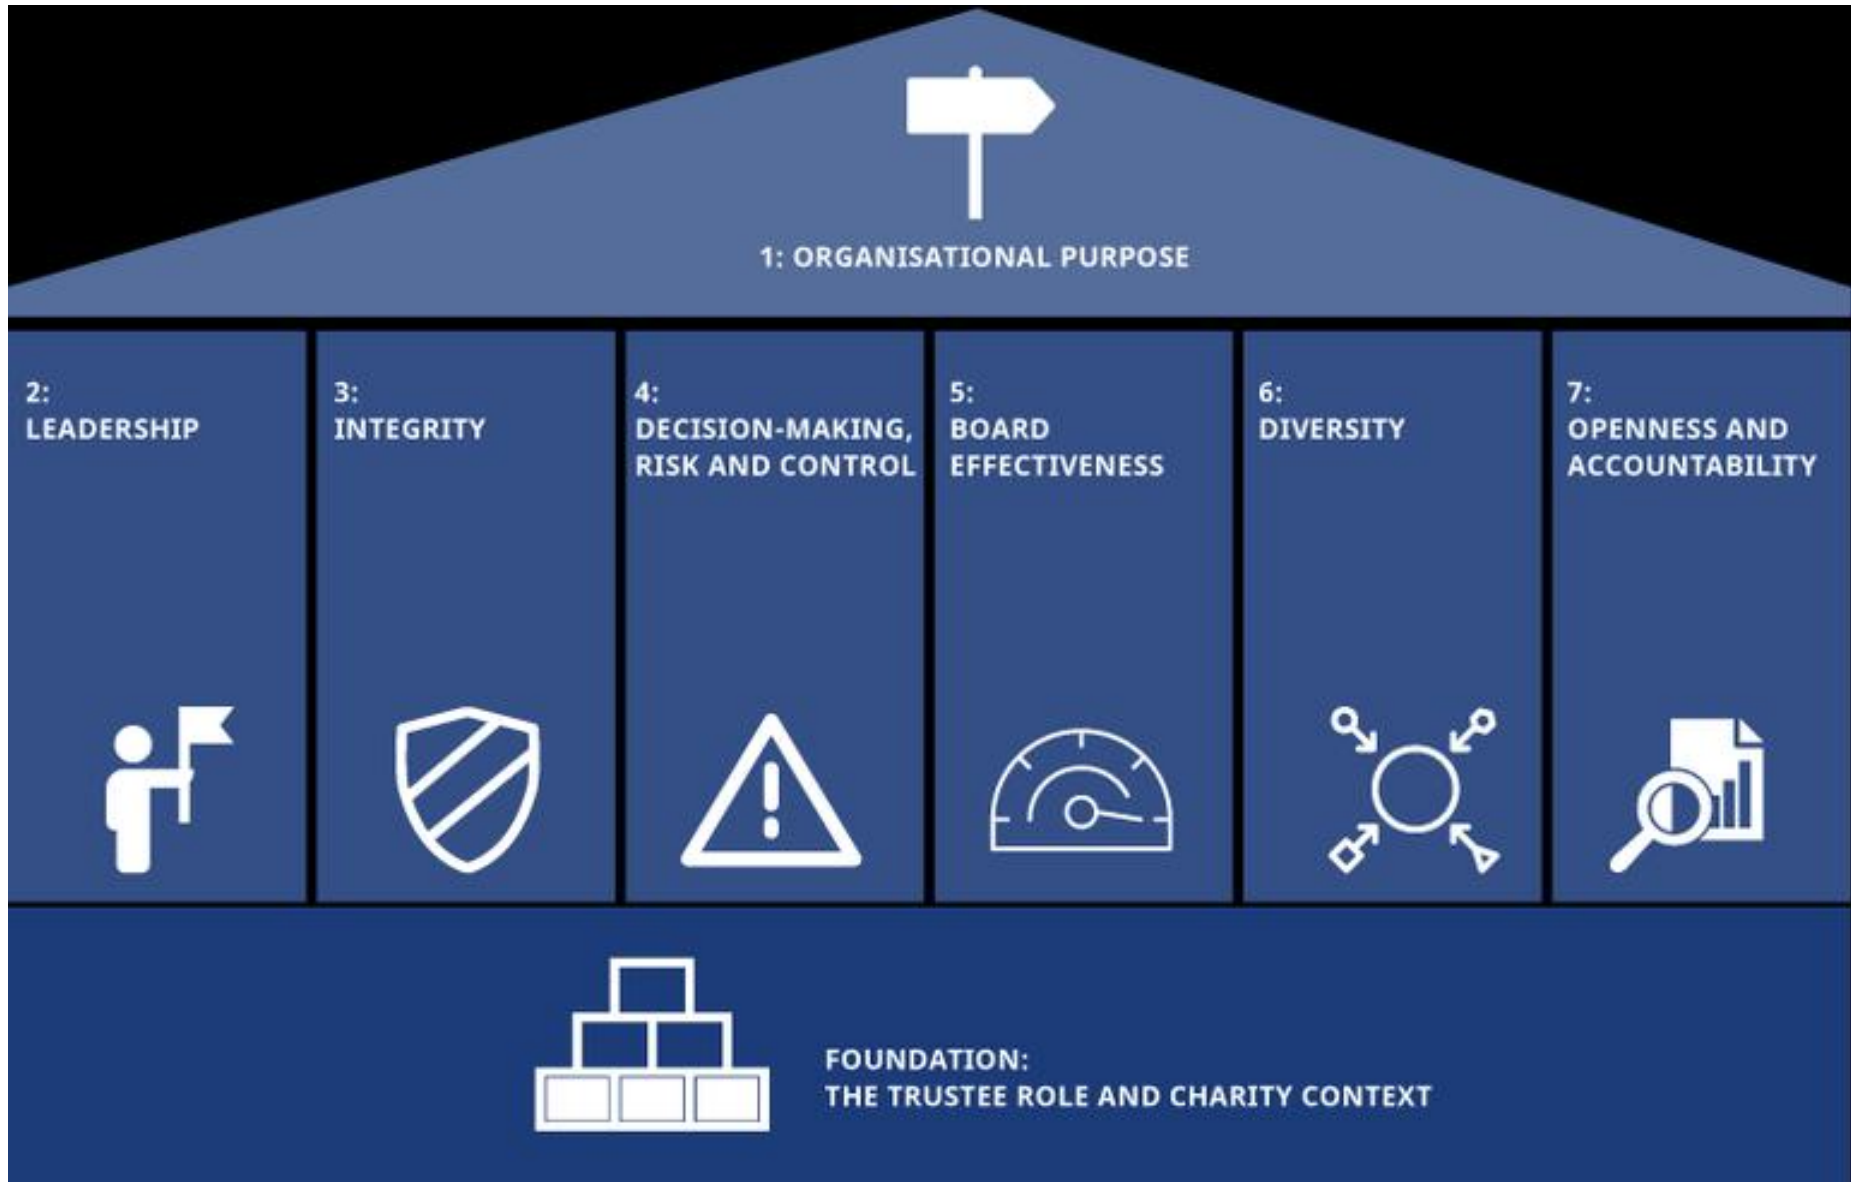 1: ORGANISATIONAL PURPOSE
2:
LEADERSHIP
3:
INTEGRITY
4:
DECISION-MAKING,
RISK AND CONTROL
5:
BOARD
EFFECTIVENESS
6:
DIVERSITY
7:
OPENNESS AND
ACCOUNTABILITY
FOUNDATION:
THE TRUSTEE ROLE AND CHARITY CONTEXT